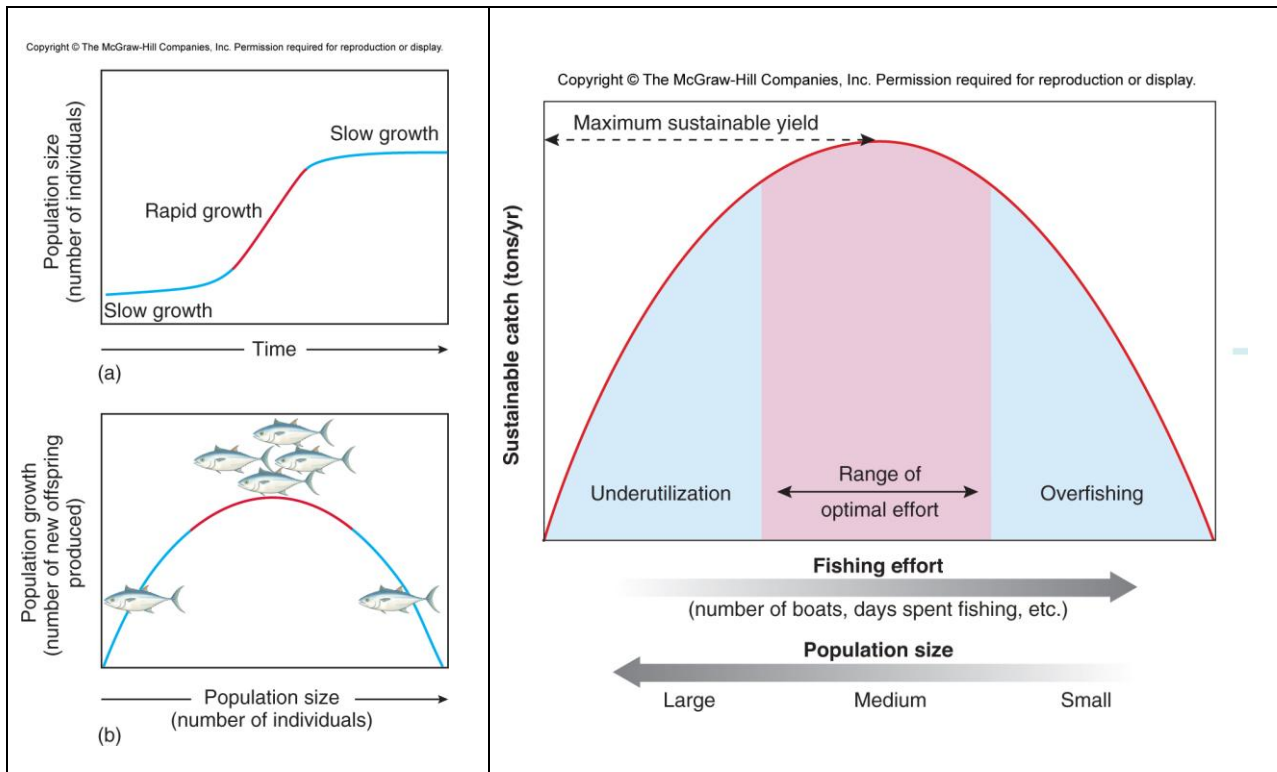 Copyright © The McGraw-Hill Companies, Inc. Permission required for reproduction or display.
Population size
(number of individuals)
Slow growth
Rapid growth
Slow growth
Time
(a)
Population growth
(number of new offspring
produced)
Population size
(number of individuals)
(b)
Copyright © The McGraw-Hill Companies, Inc. Permission required for reproduction or display.
Maximum sustainable yield
Sustainable catch (tons/yr)
Underutilization
Range of
optimal effort
Overfishing
Fishing effort
(number of boats, days spent fishing, etc.)
Population size
Large Medium Small